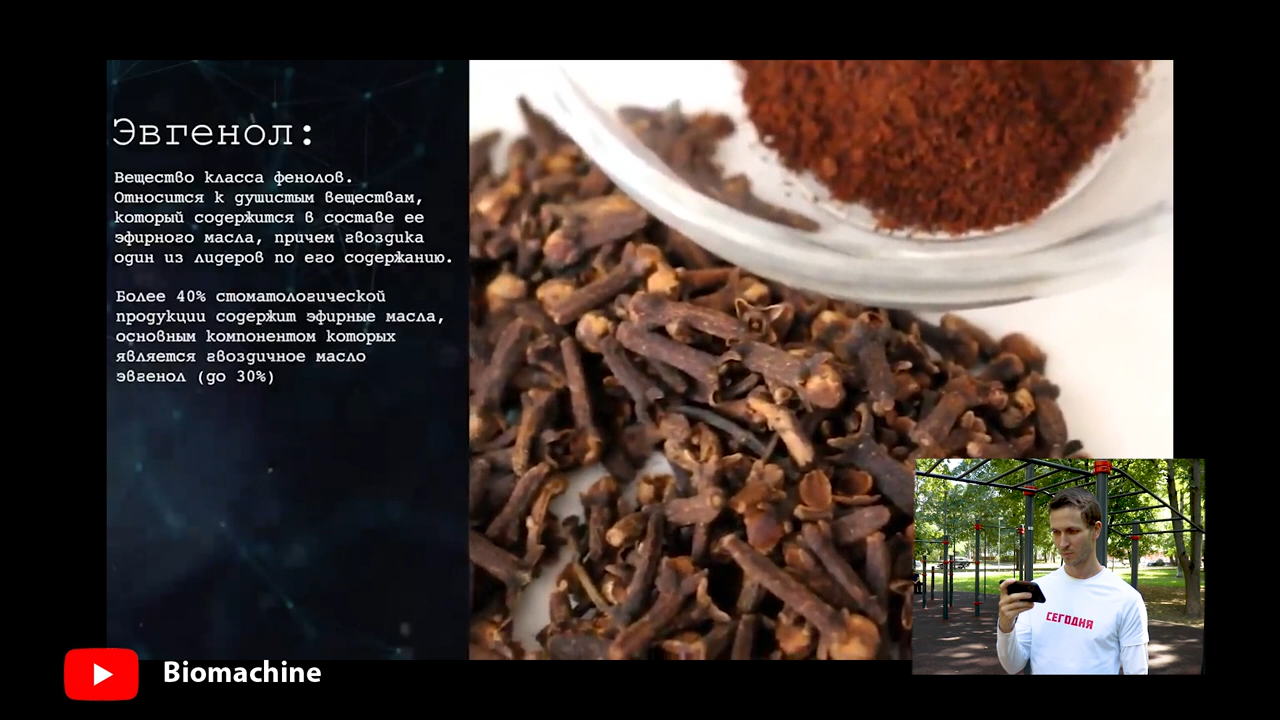 Эвгенол:
Вещество класса фенолов.
Относится к душистым веществам,
который содержится в составе ее
эфирного масла, причем гвоздика
один из лидеров по его содержанию.
Более 40% стоматологической
продукции содержит эфирные масла,
основным компонентом которых
является гвоздичное масло
эвгенол (до 30%)
СЕГОДНЯ
Biomachine